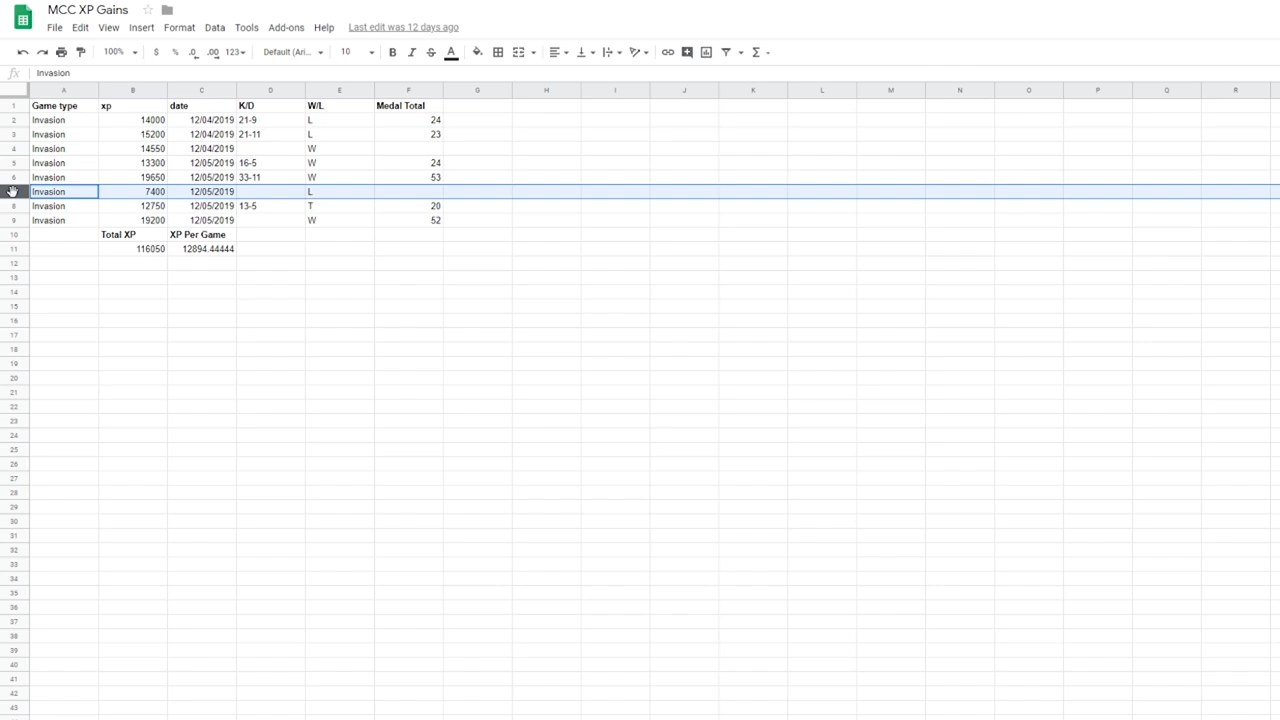 MCC XP Gains
File Edit View Insert Format Data Tools Add-ons Help Last edit was 12 days ago
100% $ % .0 .00 123 Default (Ari... 10 B I S A Σ
fx Invasion
A B C D E F G H I J K L M N O P Q R
1 Game type xp date K/D W/L Medal Total
2 Invasion 14000 12/04/2019 21-9 L 24
3 Invasion 15200 12/04/2019 21-11 L 23
4 Invasion 14550 12/04/2019 W
5 Invasion 13300 12/05/2019 16-5 W 24
6 Invasion 19650 12/05/2019 33-11 W 53
Invasion 7400 12/05/2019 L
8 Invasion 12750 12/05/2019 13-5 T 20
9 Invasion 19200 12/05/2019 W 52
10 Total XP XP Per Game
11 116050 12894.44444
12
13
14
15
16
17
18
19
20
21
22
23
24
25
26
27
28
29
30
31
32
33
34
35
36
37
38
39
40
41
42
43